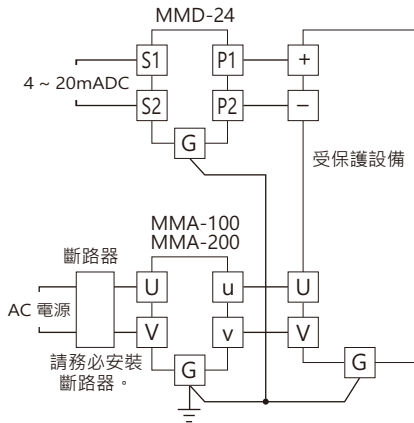 MMD-24
S1
P1
+
4 ~ 20mADC
S2
P2
−
G
受保護設備
MMA-100
MMA-200
斷路器
U
u
U
AC 電源
V
v
V
請務必安裝
斷路器。
G
G